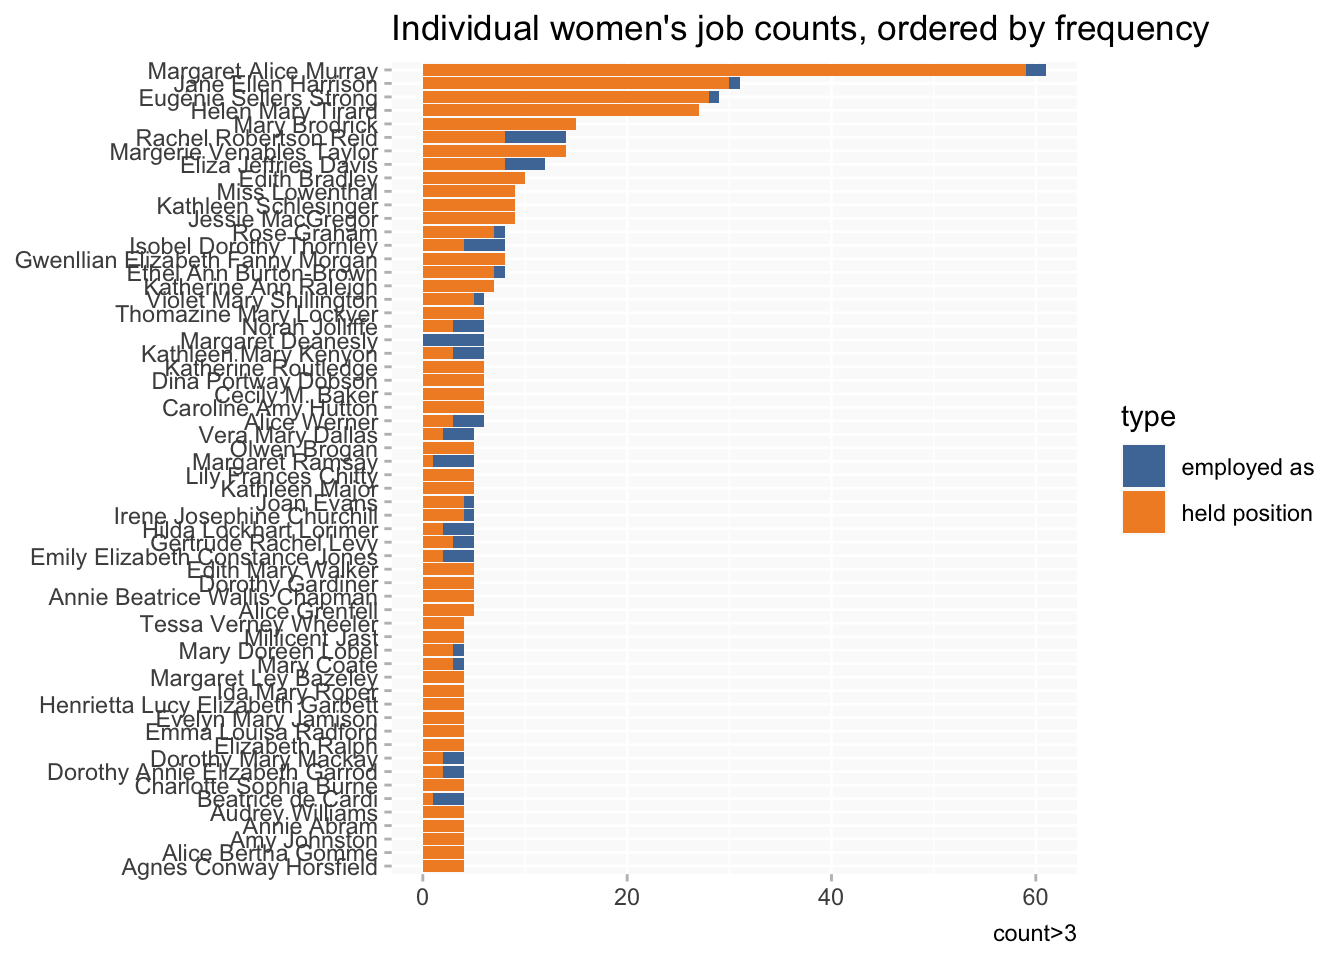 Individual women's job counts, ordered by frequency
Margaret Alice Murray
Jane Ellen Harrison
Eugénie Sellers Strong
Helen Mary Tirard
Mary Brodrick
Rachel Robertson Reid
Margerie Venables Taylor
Eliza Jeffries Davis
Edith Bradley
Miss Lowenthal
Kathleen Schlesinger
Jessie MacGregor
Rose Graham
Isobel Dorothy Thornley
Gwenllian Elizabeth Fanny Morgan
Ethel Ann Burton-Brown
Katherine Ann Raleigh
Violet Mary Shillington
Thomazine Mary Lockyer
Norah Jolliffe
Margaret Deanesly
Kathleen Mary Kenyon
Katherine Routledge
Dina Portway Dobson
Cecily M. Baker
Caroline Amy Hutton
Alice Werner
Vera Mary Dallas
Olwen Brogan
Margaret Ramsay
Lily Frances Chitty
Kathleen Major
Joan Evans
Irene Josephine Churchill
Hilda Lockhart Lorimer
Gertrude Rachel Levy
Emily Elizabeth Constance Jones
Edith Mary Walker
Dorothy Gardiner
Annie Beatrice Wallis Chapman
Alice Grenfell
Tessa Verney Wheeler
Millicent Jast
Mary Doreen Lobel
Mary Coate
Margaret Ley Bazeley
Ida Mary Roper
Henrietta Lucy Elizabeth Garbett
Evelyn Mary Jamison
Emma Louisa Radford
Elizabeth Ralph
Dorothy Mary Mackay
Dorothy Annie Elizabeth Garrod
Charlotte Sophia Burne
Beatrice de Cardi
Audrey Williams
Annie Abram
Amy Johnston
Alice Bertha Gomme
Agnes Conway Horsfield
0 20 40 60
count>3
type
employed as
held position